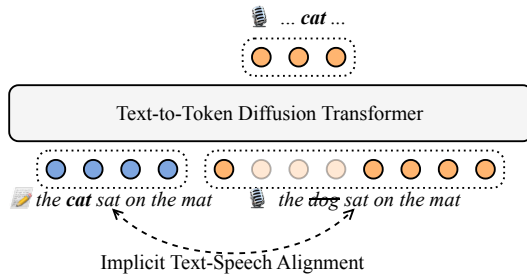 ... cat ...
Text-to-Token Diffusion Transformer
the cat sat on the mat
the dog sat on the mat
Implicit Text-Speech Alignment